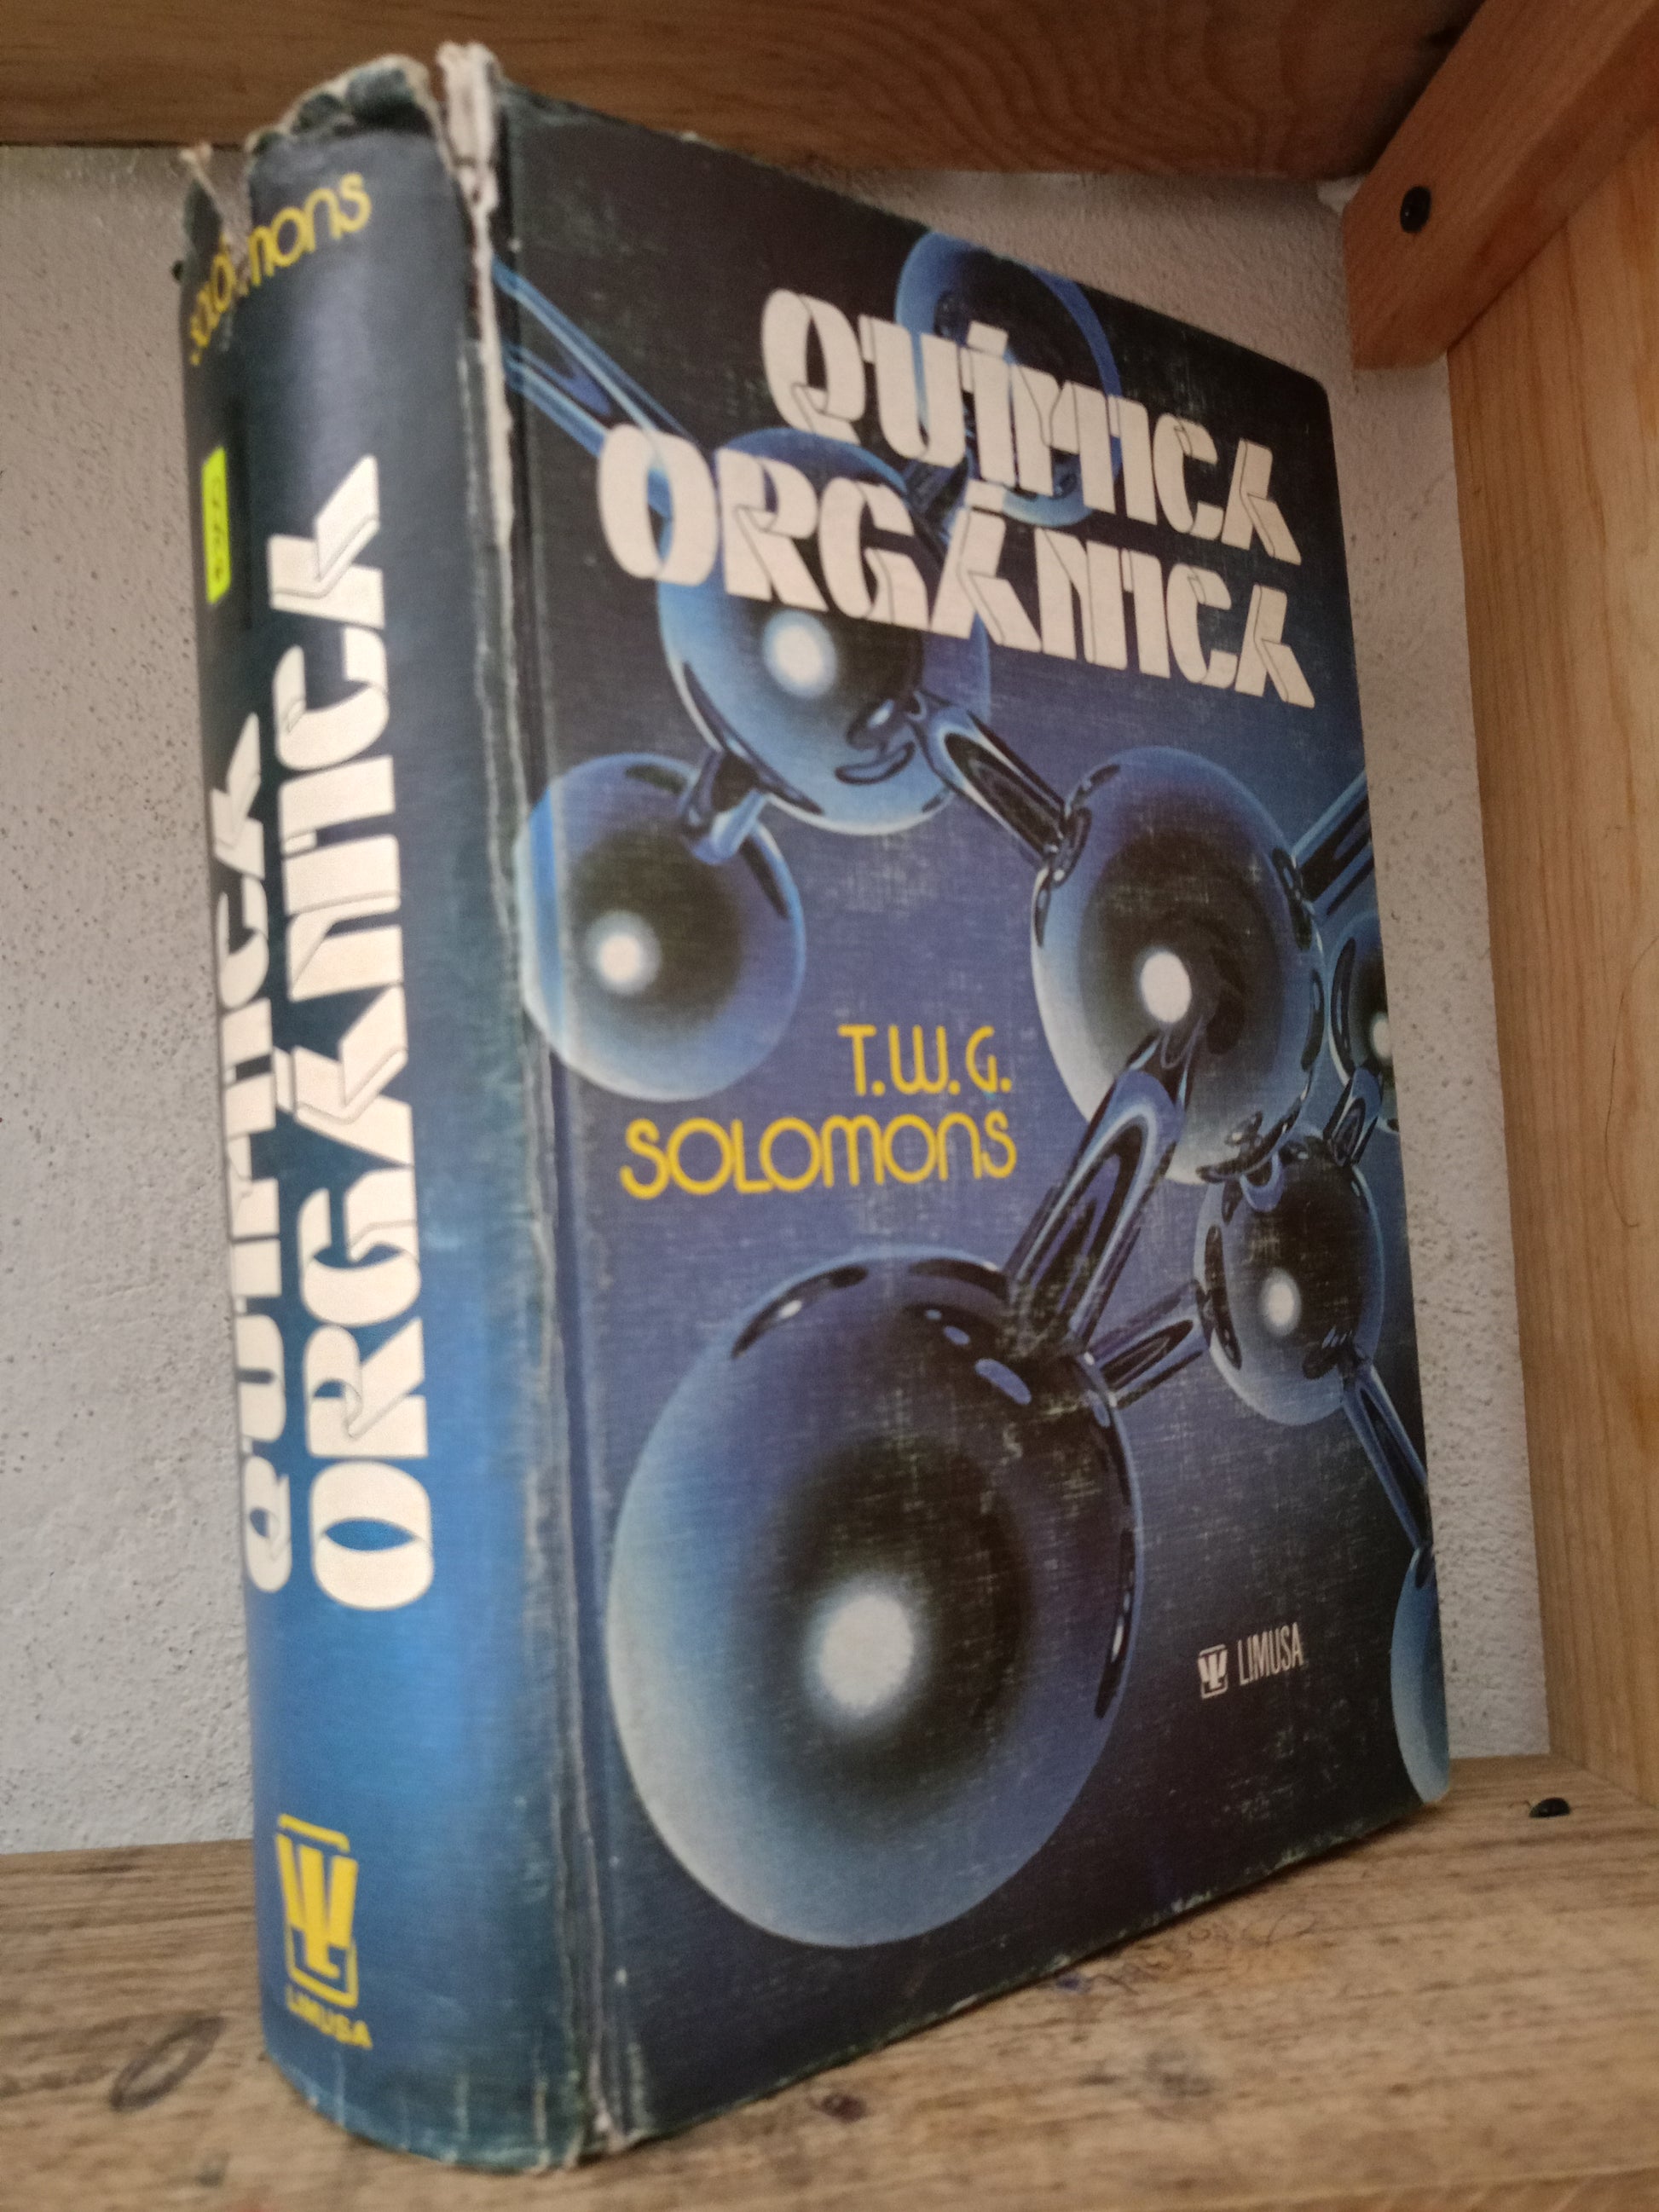 solomons
QUÍMICA
ORGÁNICA
LIMUSA
QUÍMICA
ORGÁNICA
T.W.G.
SOLOMONS
LIMUSA